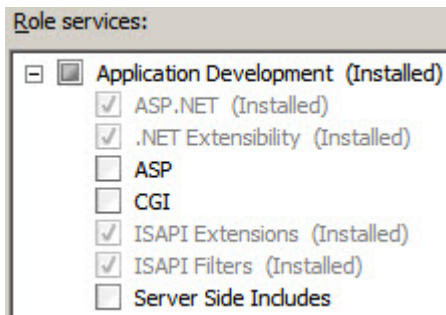 Role services:
Application Development (Installed)
ASP.NET (Installed)
.NET Extensibility (Installed)
ASP
CGI
ISAPI Extensions (Installed)
ISAPI Filters (Installed)
Server Side Includes